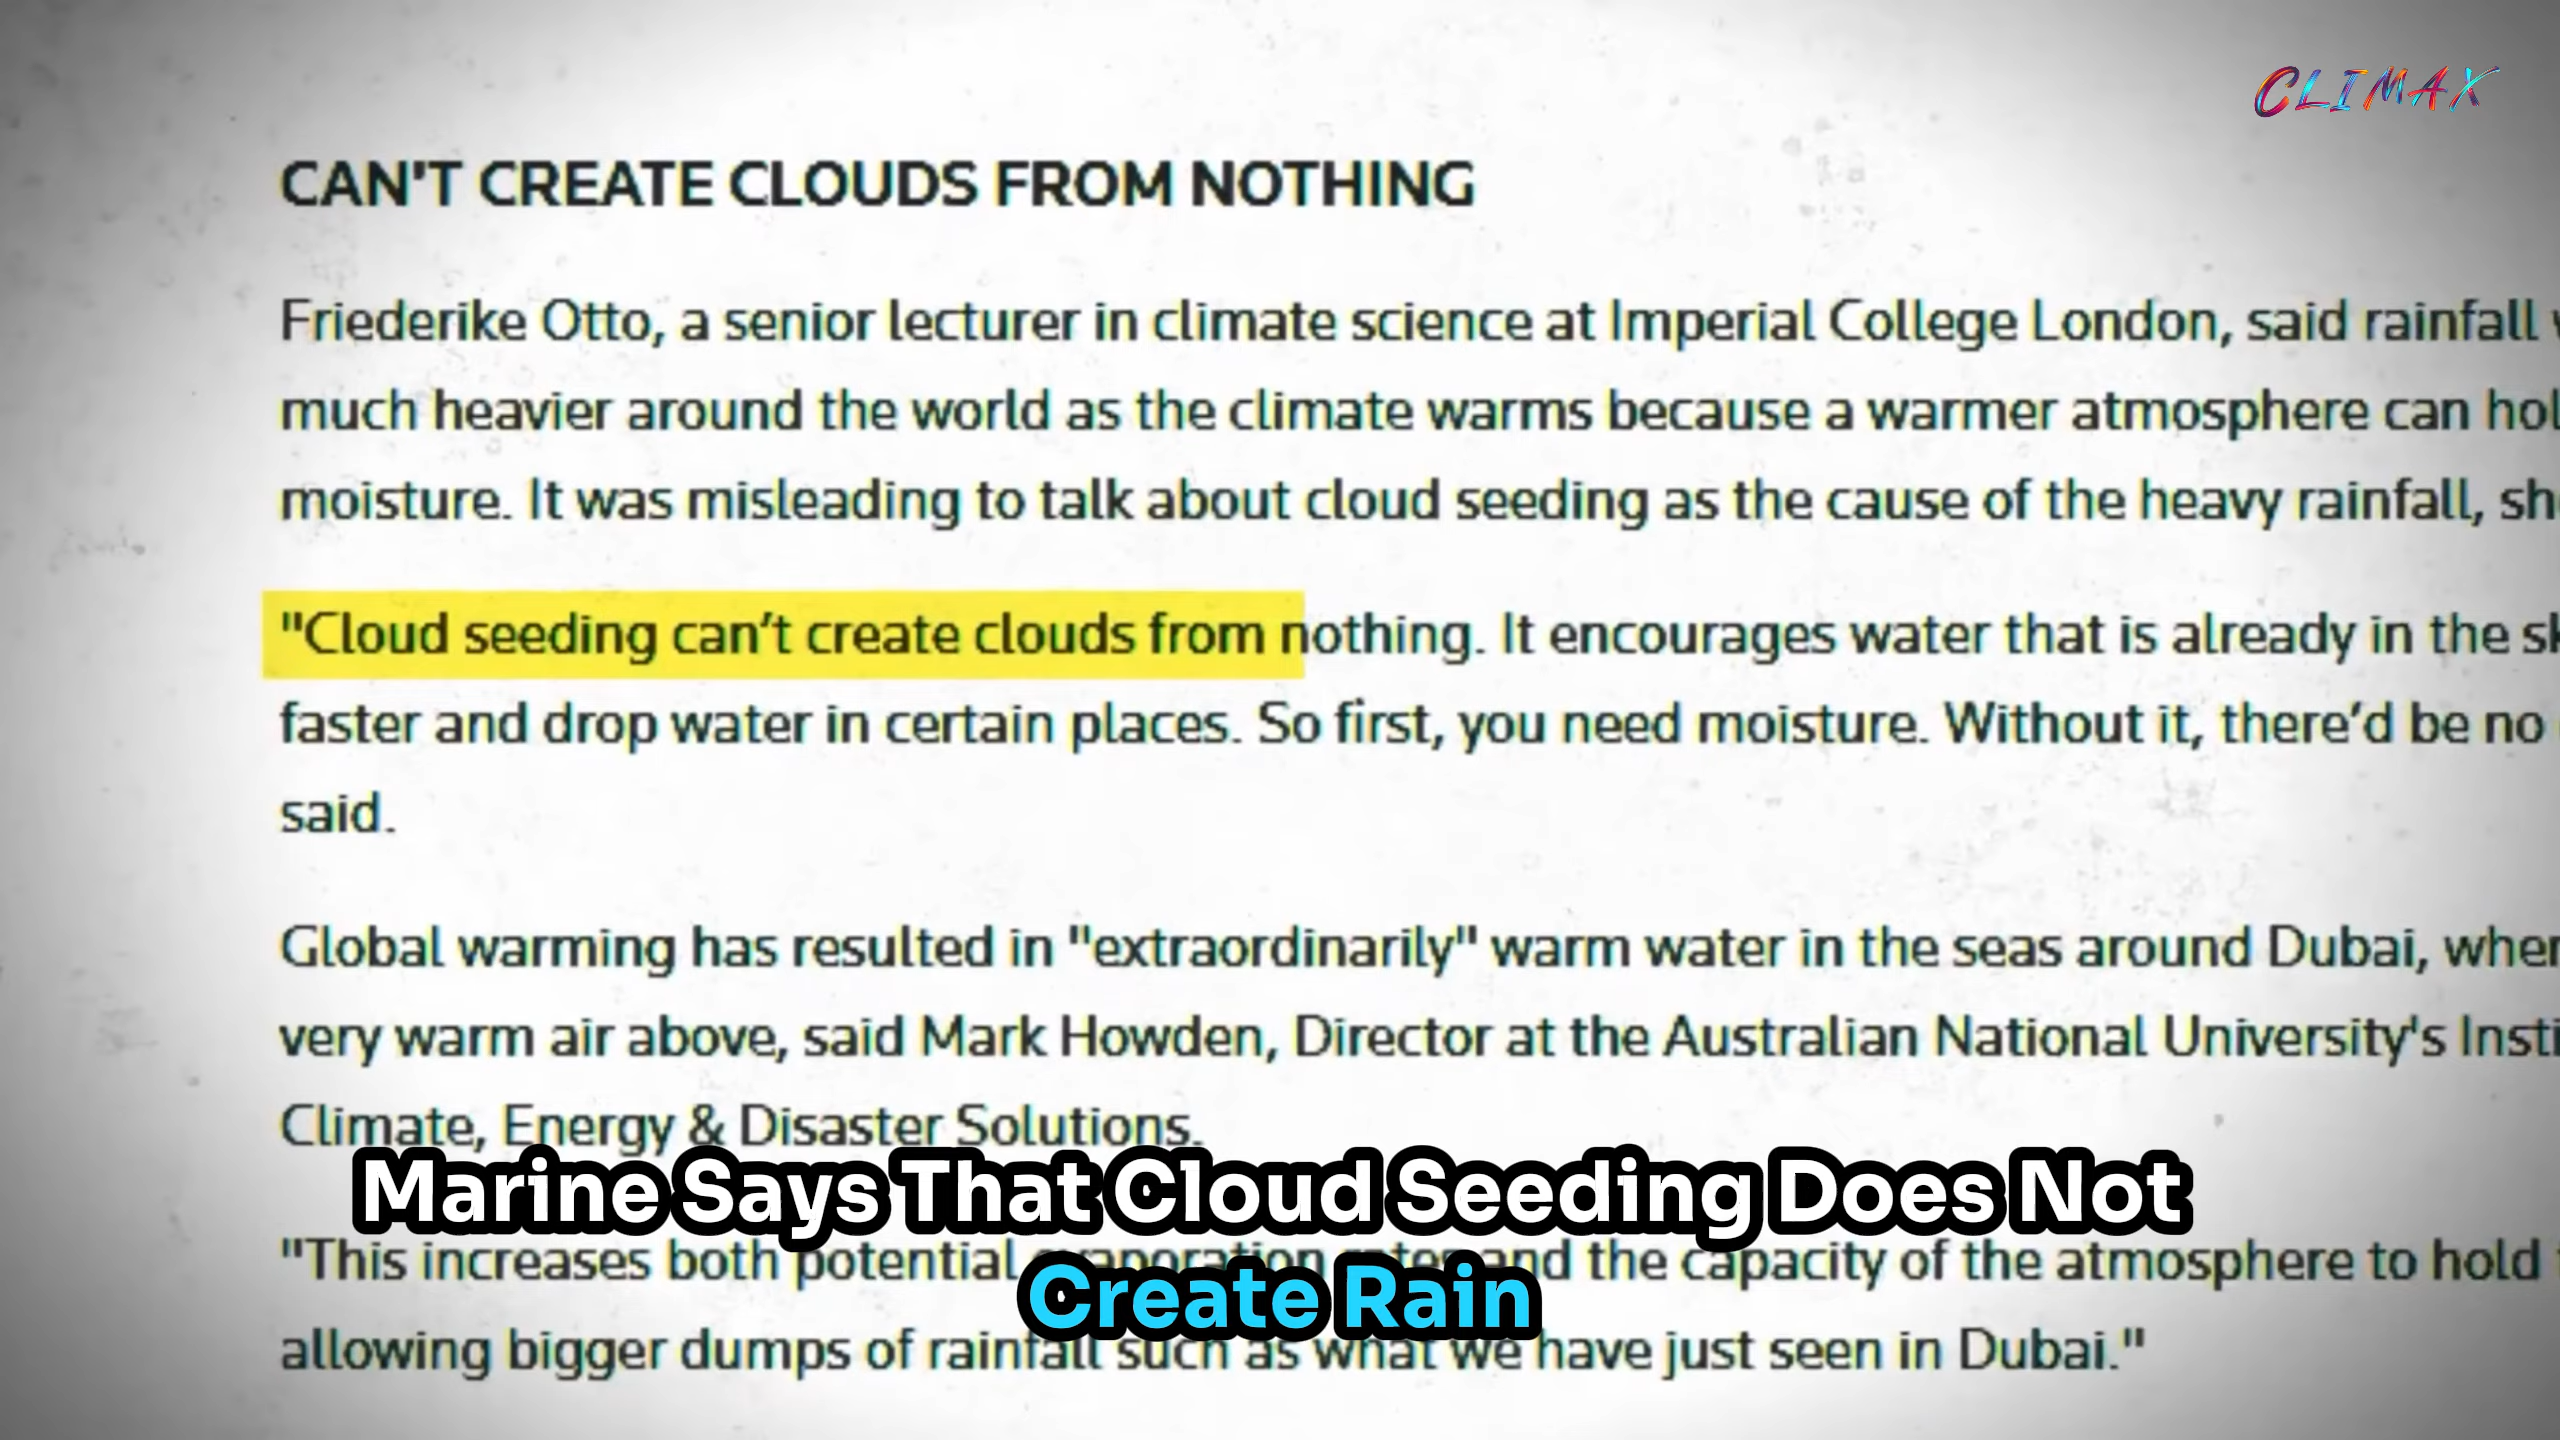 CLIMAX
CAN'T CREATE CLOUDS FROM NOTHING
Friederike Otto, a senior lecturer in climate science at Imperial College London, said rainfall
much heavier around the world as the climate warms because a warmer atmosphere can
moisture. It was misleading to talk about cloud seeding as the cause of the heavy rainfall,
"Cloud seeding can’t create clouds from nothing. It encourages water that is already in the
faster and drop water in certain places. So first, you need moisture. Without it, there’d be no
said.
Global warming has resulted in "extraordinarily" warm water in the seas around Dubai,
very warm air above, said Mark Howden, Director at the Australian National University's
Climate, Energy & Disaster Solutions.
Marine Says That Cloud Seeding Does Not
"This increases both potential evaporation rates and the capacity of the atmosphere to hold
Create Rain
allowing bigger dumps of rainfall such as what we have just seen in Dubai."